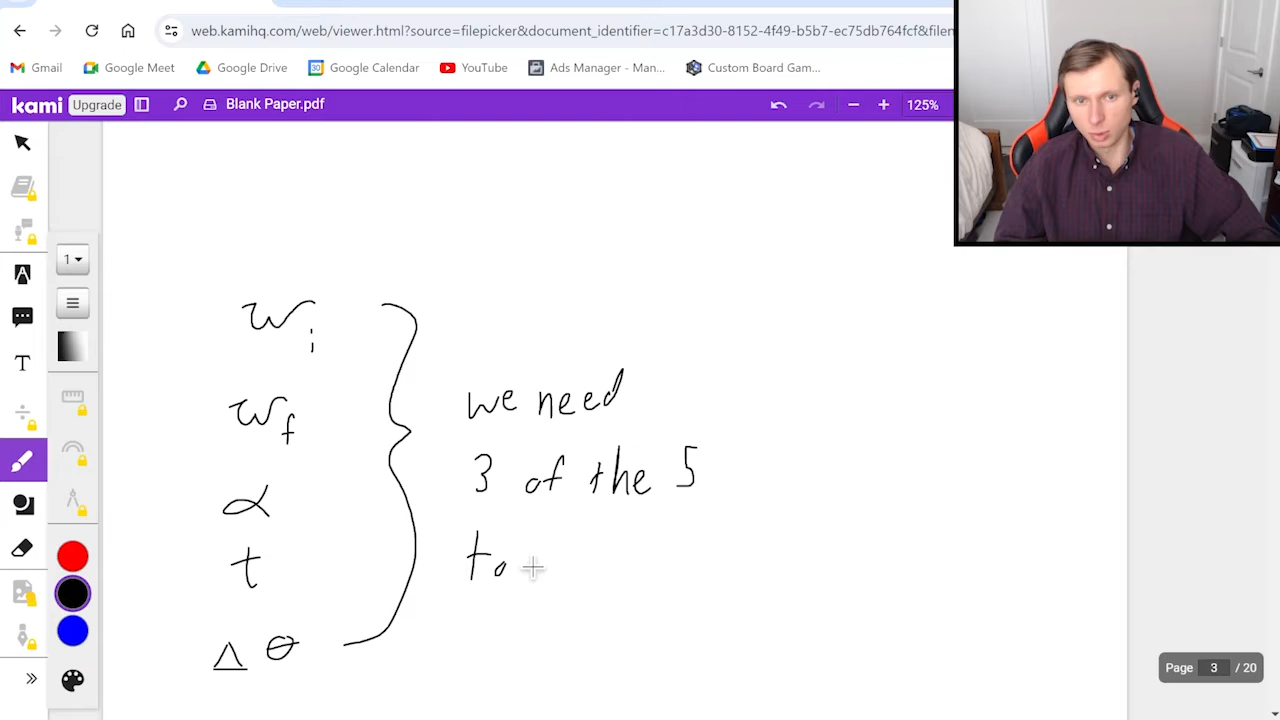 web.kamihq.com/web/viewer.html?source=filepicker&document_identifier=c17a3d30-8152-4f49-b5b7-ec75db764fcf&filen
Gmail Google Meet Google Drive Google Calendar YouTube Ads Manager - Man... Custom Board Gam...
kami Upgrade Blank Paper.pdf 125%
1
T
ωi
ωf
α
t
Δθ
we need
3 of the 5
to
Page 3 / 20